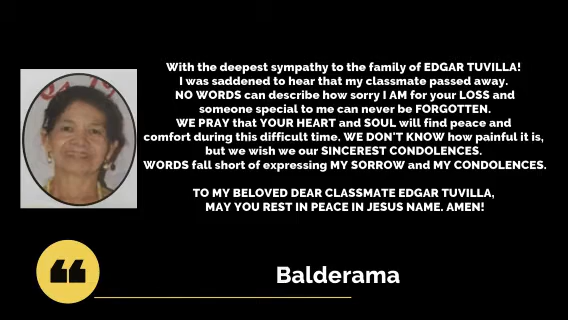 With the deepest sympathy to the family of EDGAR TUVILLA!
I was saddened to hear that my classmate passed away.
NO WORDS can describe how sorry I AM for your LOSS and
someone special to me can never be FORGOTTEN.
WE PRAY that YOUR HEART and SOUL will find peace and
comfort during this difficult time. WE DON'T KNOW how painful it is,
but we wish we our SINCEREST CONDOLENCES.
WORDS fall short of expressing MY SORROW and MY CONDOLENCES.
TO MY BELOVED DEAR CLASSMATE EDGAR TUVILLA,
MAY YOU REST IN PEACE IN JESUS NAME. AMEN!
Balderama